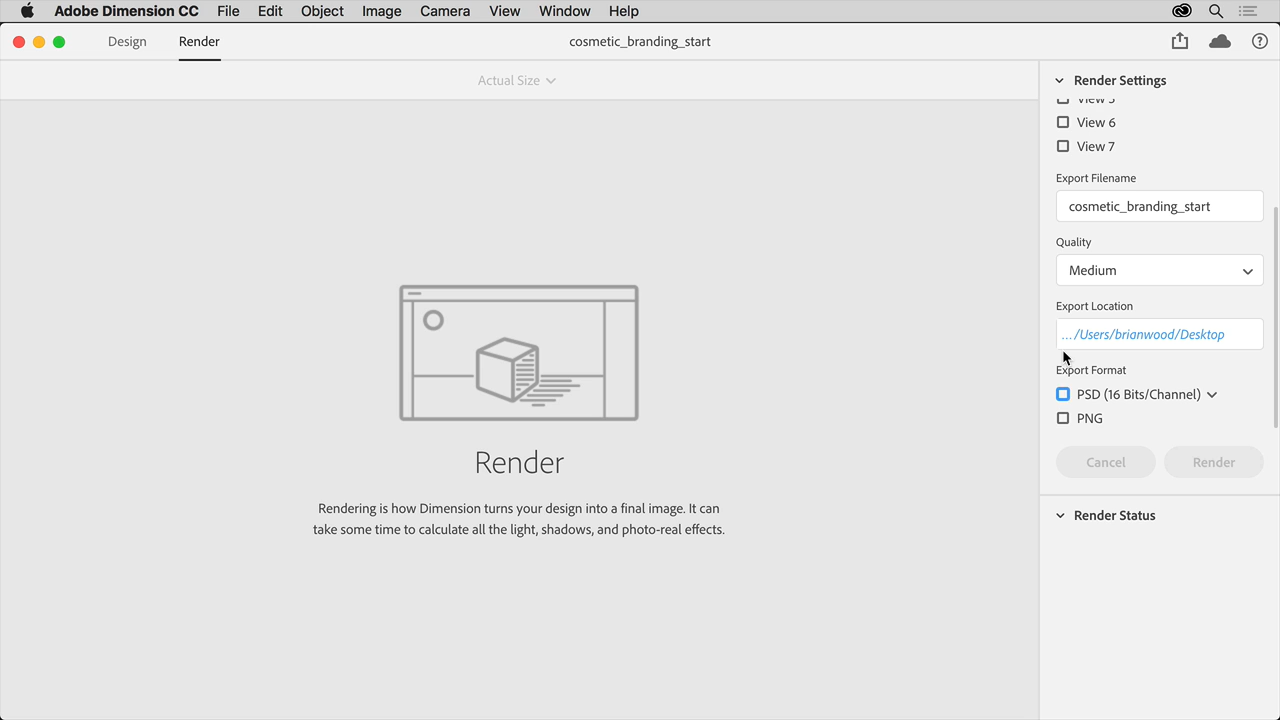 Adobe Dimension CC File Edit Object Image Camera View Window Help
Design Render cosmetic_branding_start
Actual Size
Render Settings
View 5
View 6
View 7
Export Filename
cosmetic_branding_start
Quality
Medium
Export Location
.../Users/brianwood/Desktop
Export Format
PSD (16 Bits/Channel)
PNG
Cancel Render
Render Status
Render
Rendering is how Dimension turns your design into a final image. It can
take some time to calculate all the light, shadows, and photo-real effects.